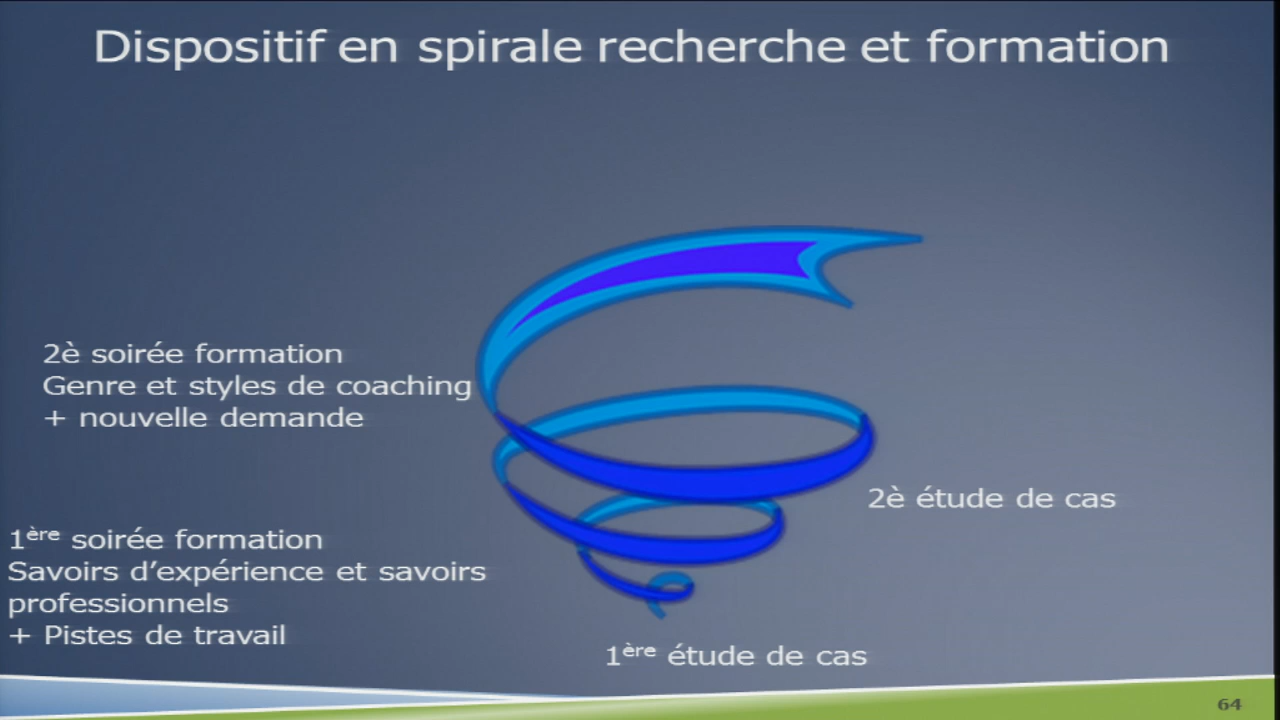 Dispositif en spirale recherche et formation
2è soirée formation
Genre et styles de coaching
+ nouvelle demande
2è étude de cas
1ère soirée formation
Savoirs d’expérience et savoirs
professionnels
+ Pistes de travail
1ère étude de cas
64